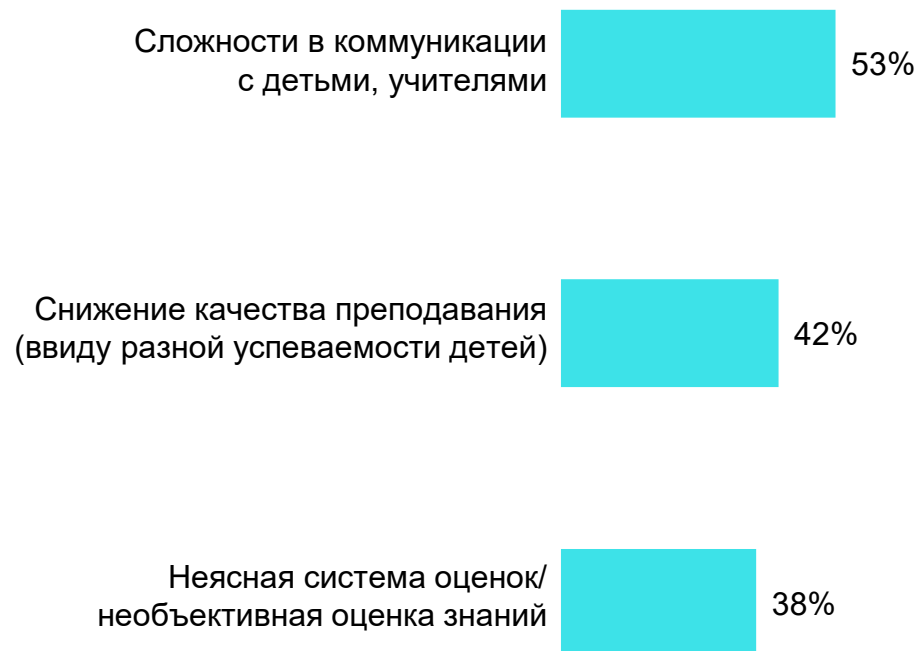 Сложности в коммуникации
с детьми, учителями
53%
Снижение качества преподавания
(ввиду разной успеваемости детей)
42%
Неясная система оценок/
необъективная оценка знаний
38%